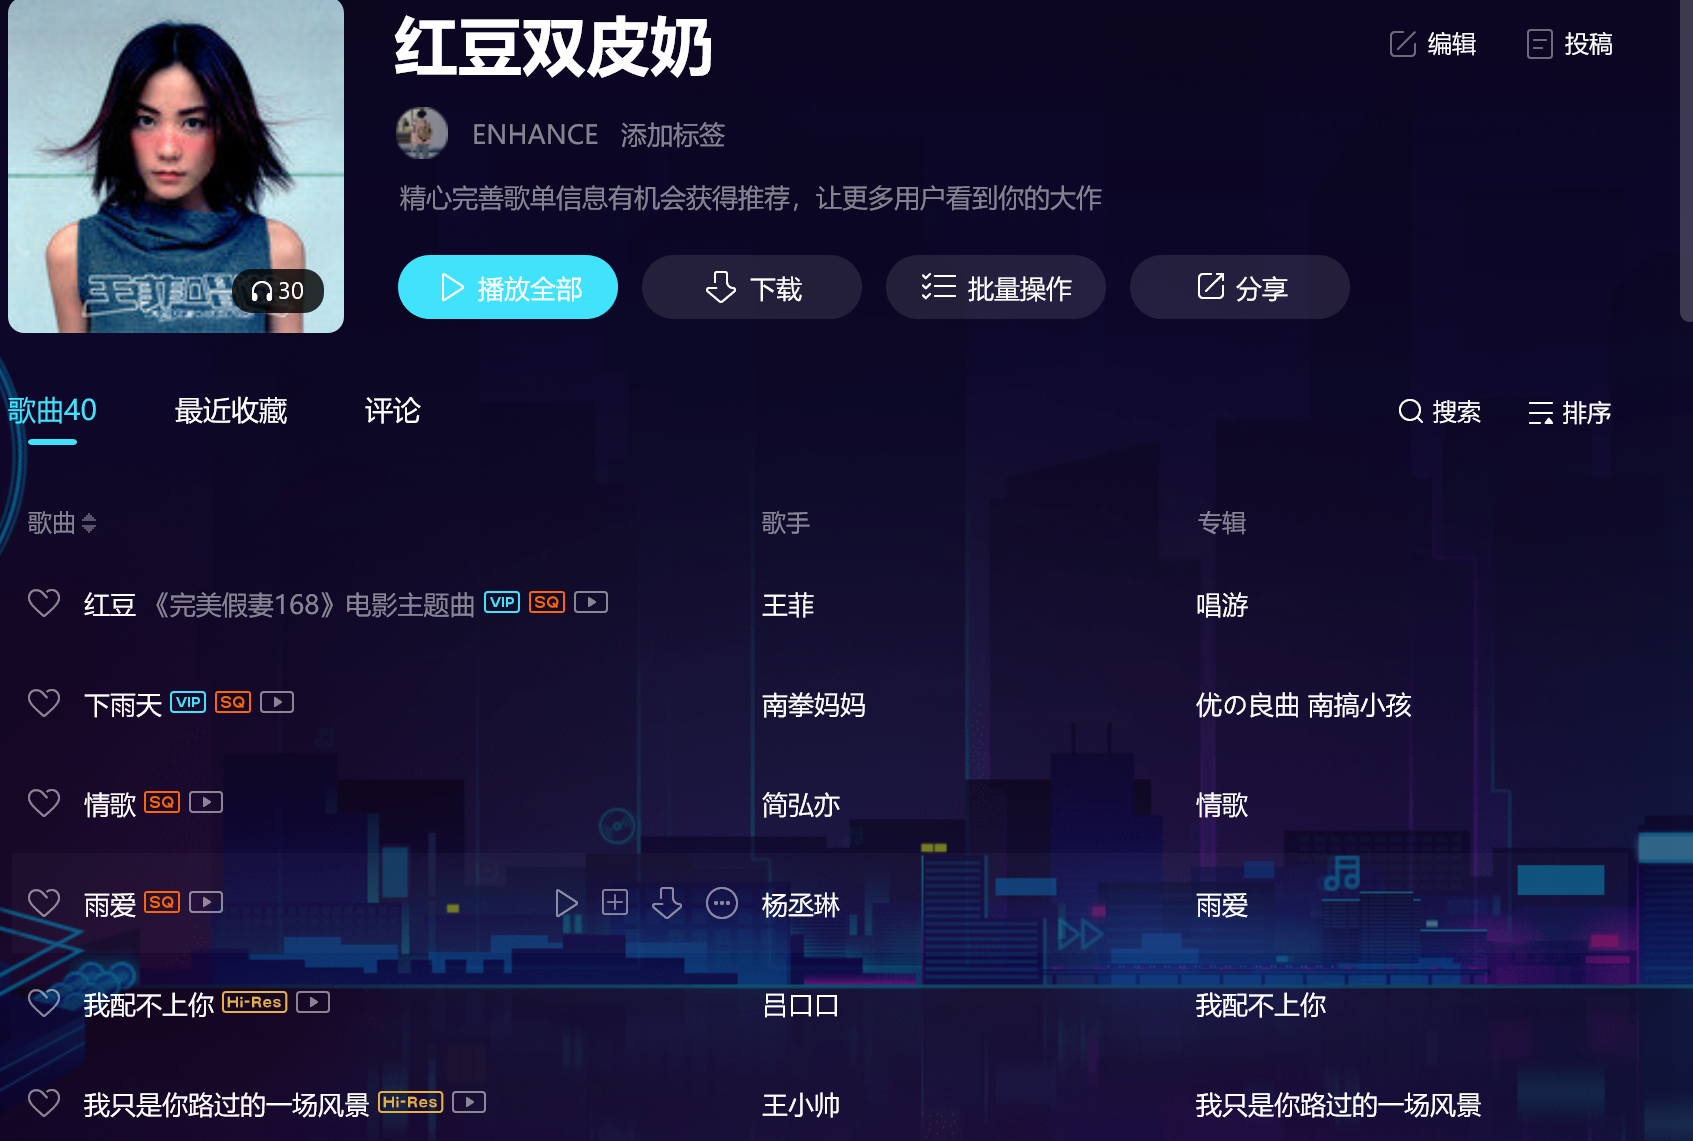 红豆双皮奶
编辑 投稿
ENHANCE 添加标签
精心完善歌单信息有机会获得推荐，让更多用户看到你的大作
30
播放全部 下载 批量操作 分享
歌曲40 最近收藏 评论 搜索 排序
歌曲 歌手 专辑
红豆 《完美假妻168》电影主题曲 VIP SQ 王菲 唱游
下雨天 VIP SQ 南拳妈妈 优の良曲 南搞小孩
情歌 SQ 简弘亦 情歌
雨爱 SQ 杨丞琳 雨爱
我配不上你 Hi-Res 吕口口 我配不上你
我只是你路过的一场风景 Hi-Res 王小帅 我只是你路过的一场风景